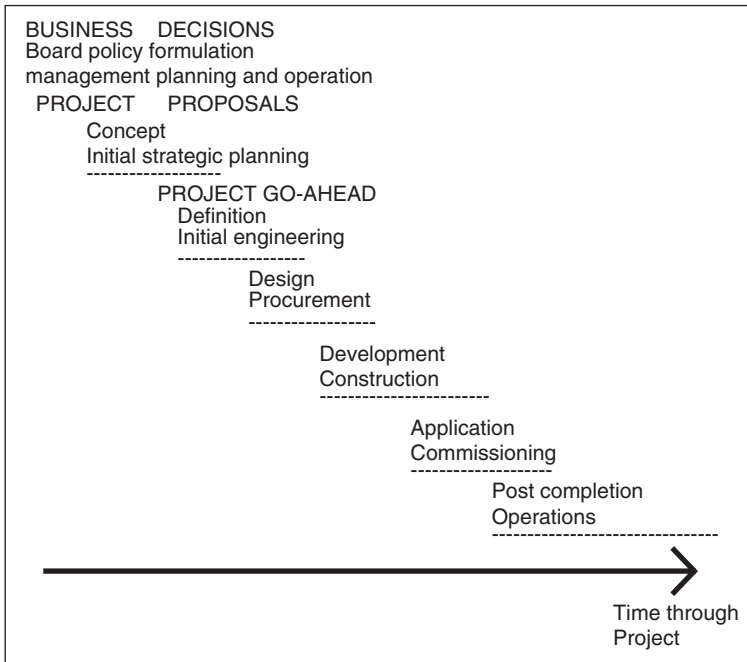 BUSINESS DECISIONS
Board policy formulation
management planning and operation
PROJECT PROPOSALS
Concept
Initial strategic planning
PROJECT GO-AHEAD
Definition
Initial engineering
Design
Procurement
Development
Construction
Application
Commissioning
Post completion
Operations
Time through
Project